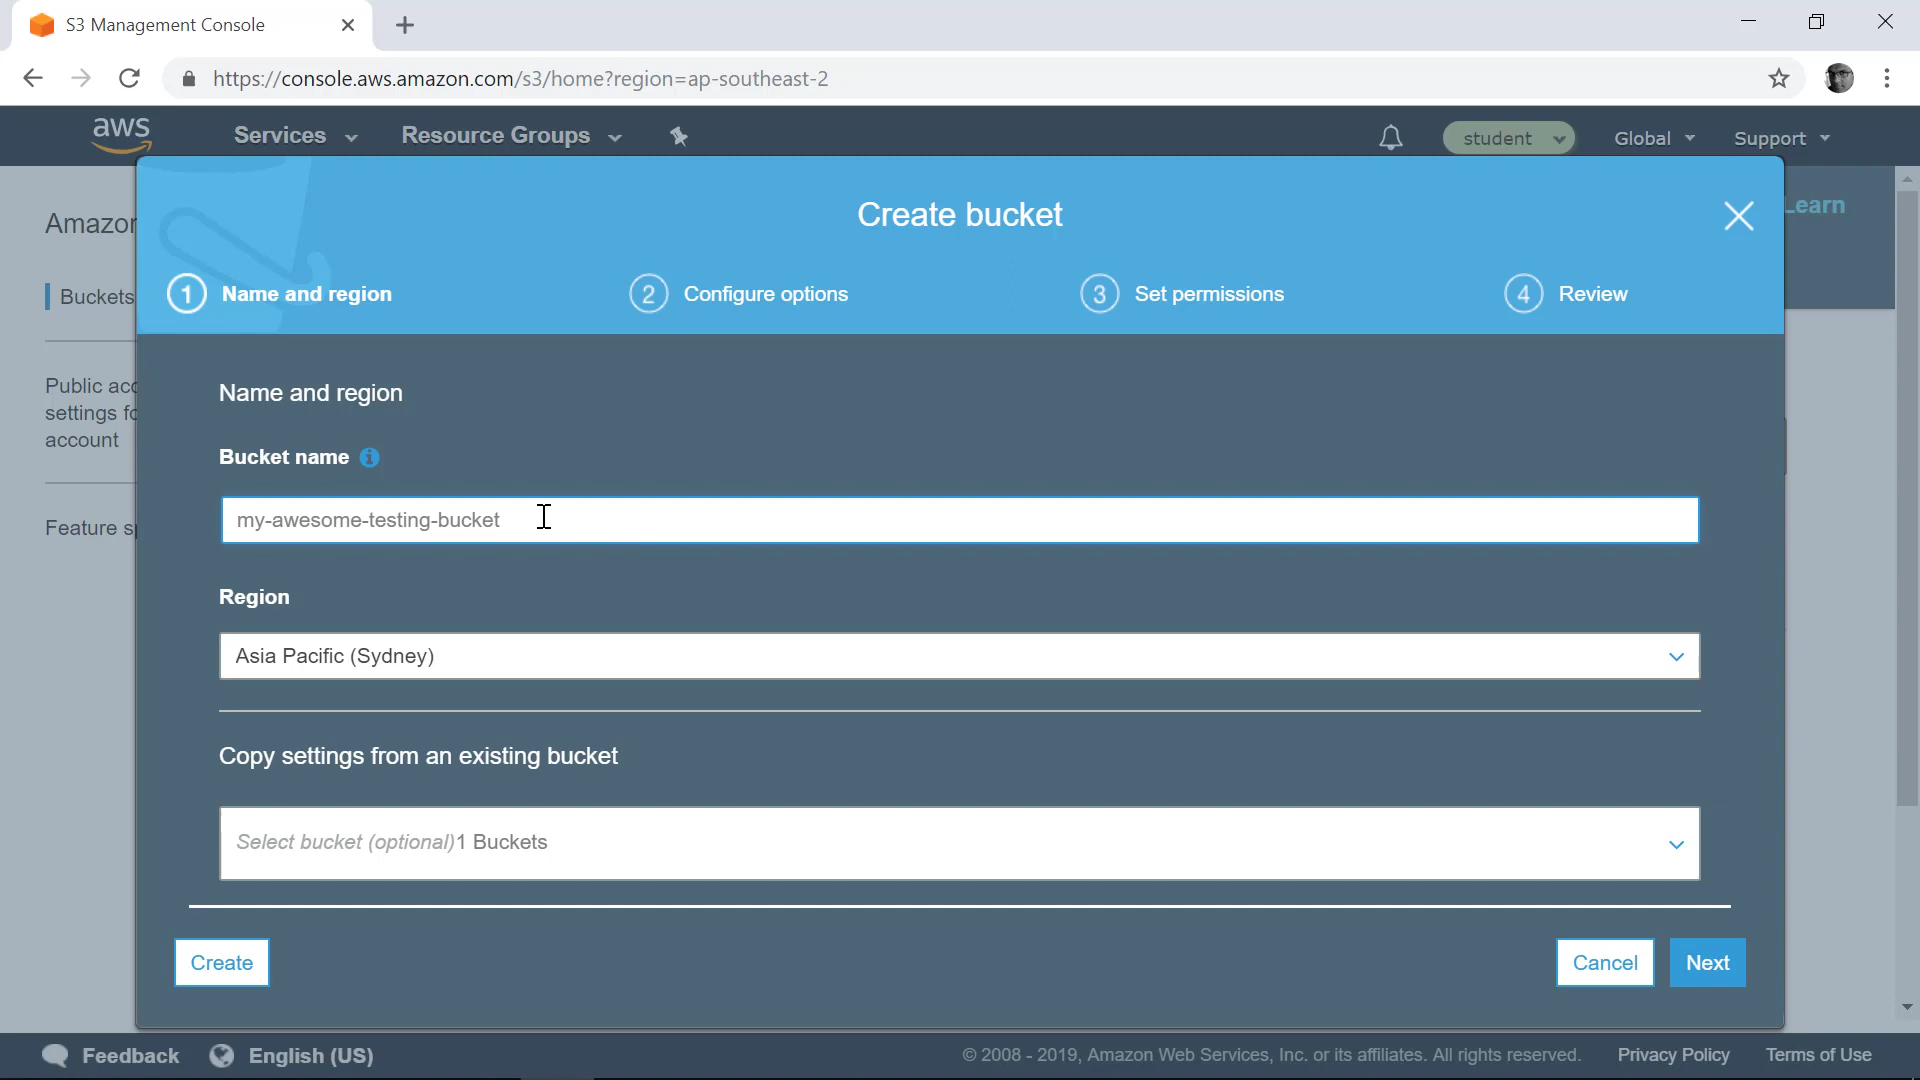 S3 Management Console
https://console.aws.amazon.com/s3/home?region=ap-southeast-2
aws Services Resource Groups student Global Support
Create bucket
Learn
Amazon
1 Name and region 2 Configure options 3 Set permissions 4 Review
Buckets
Name and region
Public acc
settings fo
account
Bucket name
my-awesome-testing-bucket
Feature sp
Region
Asia Pacific (Sydney)
Copy settings from an existing bucket
Select bucket (optional)1 Buckets
Create Cancel Next
Feedback English (US) © 2008 - 2019, Amazon Web Services, Inc. or its affiliates. All rights reserved. Privacy Policy Terms of Use